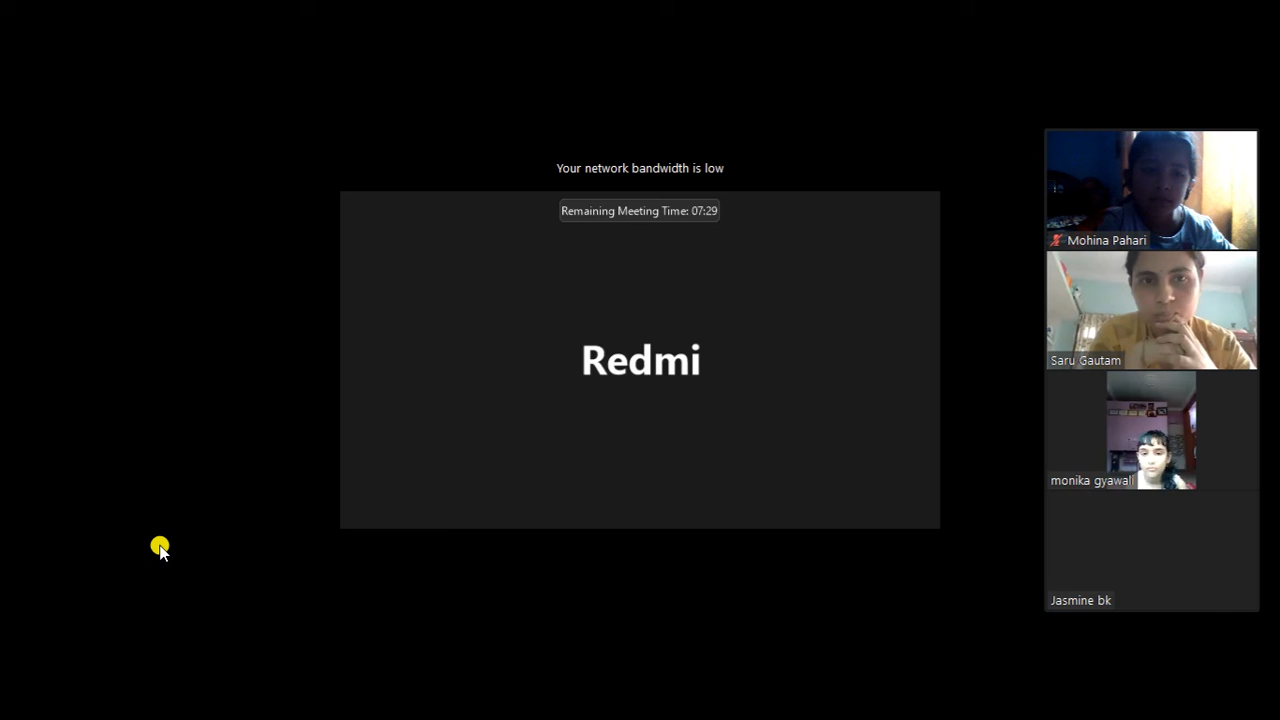 Your network bandwidth is low
Remaining Meeting Time: 07:29
Redmi
Mohina Pahari
Saru Gautam
monika gyawali
Jasmine bk